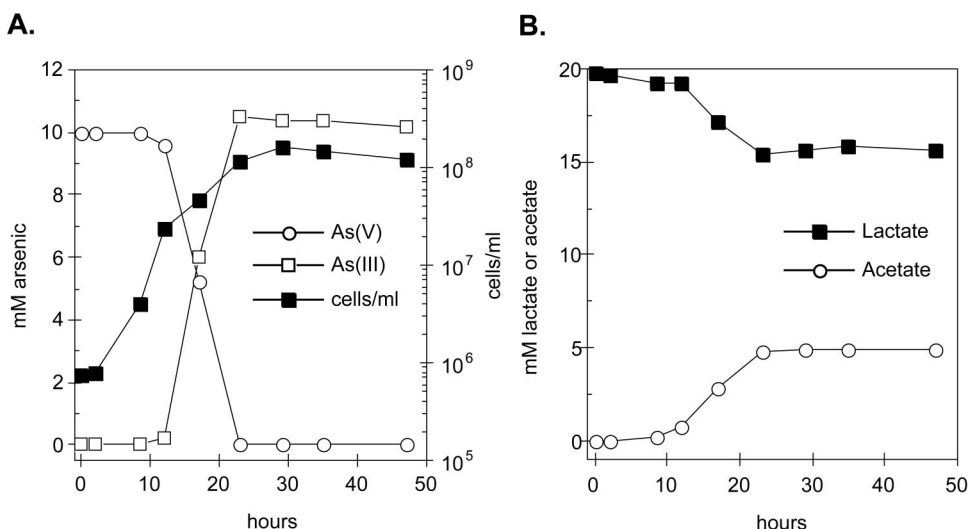 A.
12
10
8
6
4
2
0
mM arsenic
10⁹
10⁸
10⁷
10⁶
10⁵
cells/ml
As(V)
As(III)
cells/ml
0 10 20 30 40 50
hours
B.
20
15
10
5
0
mM lactate or acetate
Lactate
Acetate
0 10 20 30 40 50
hours